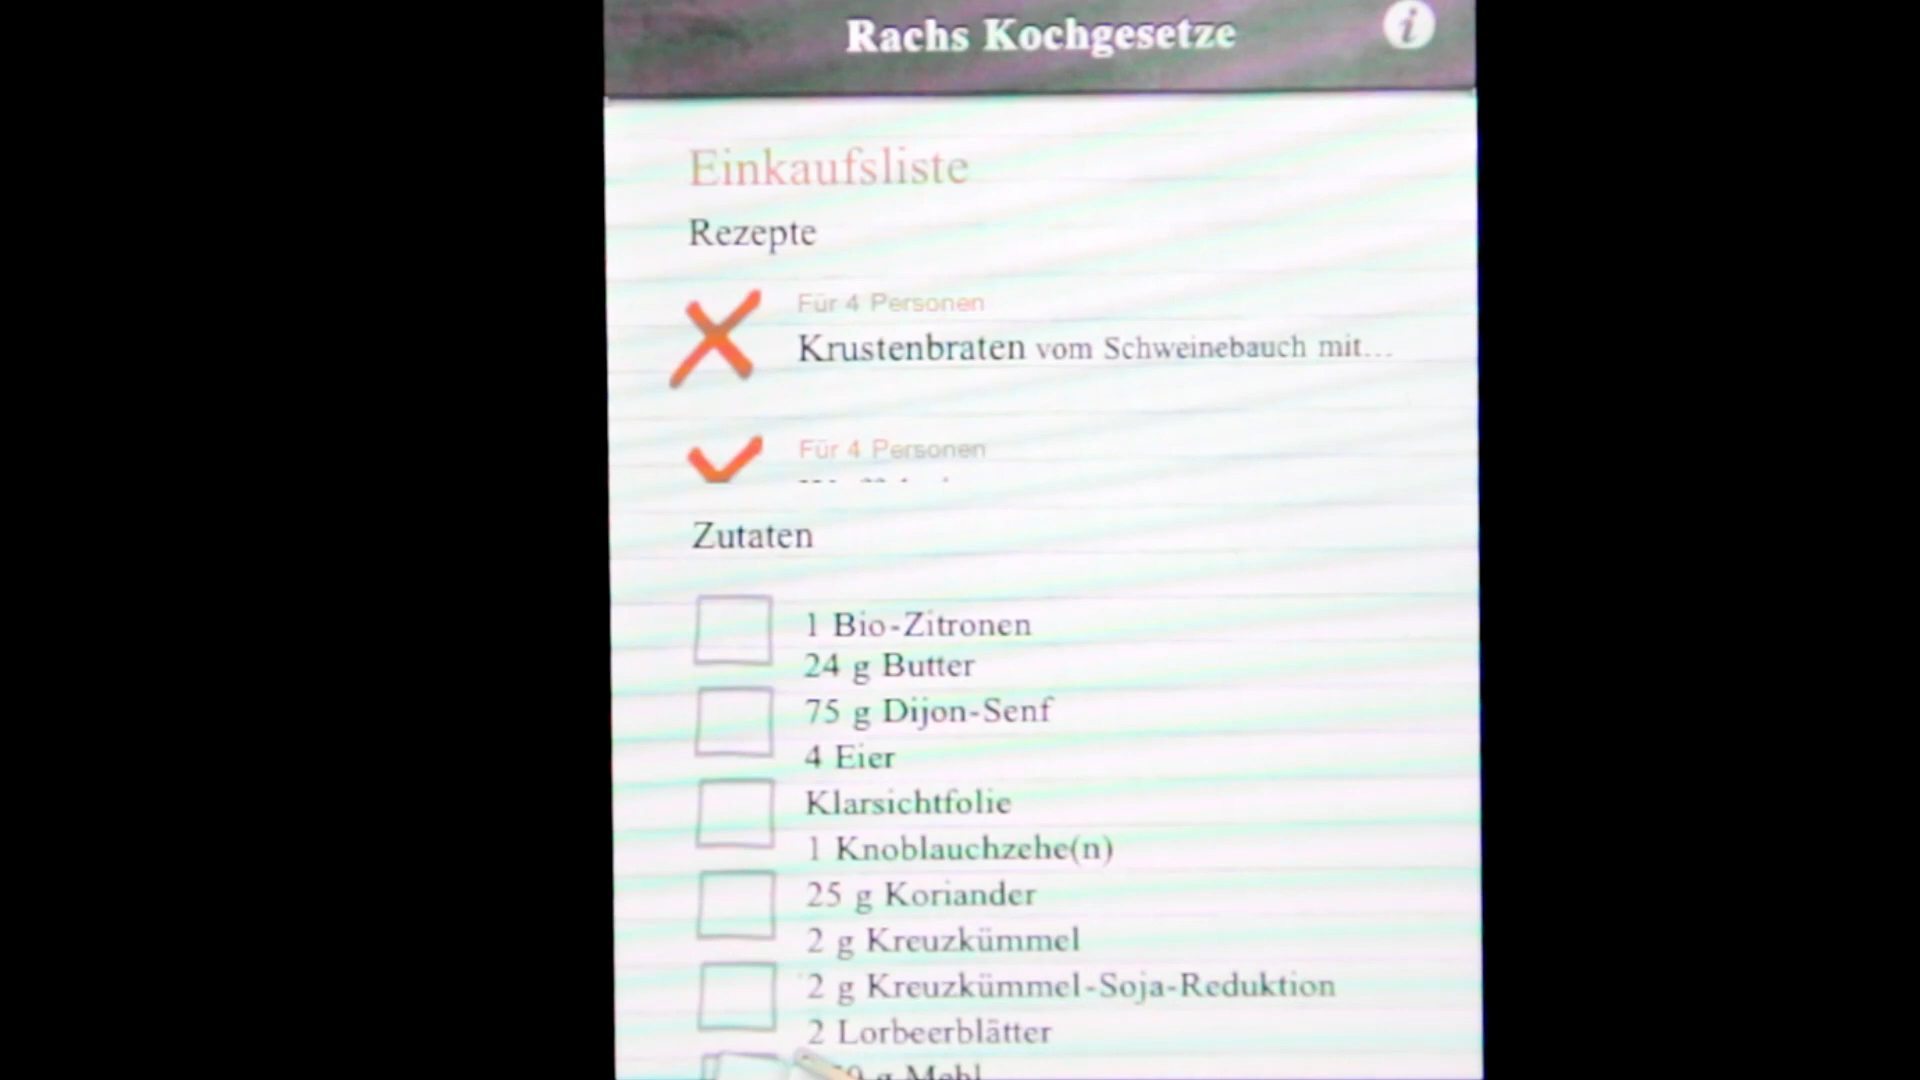 Rachs Kochgesetze
Einkaufsliste
Rezepte
Für 4 Personen
Krustenbraten vom Schweinebauch mit...
Für 4 Personen
Zutaten
1 Bio-Zitronen
24 g Butter
75 g Dijon-Senf
4 Eier
Klarsichtfolie
1 Knoblauchzehe(n)
25 g Koriander
2 g Kreuzkümmel
2 g Kreuzkümmel-Soja-Reduktion
2 Lorbeerblätter
g Mehl